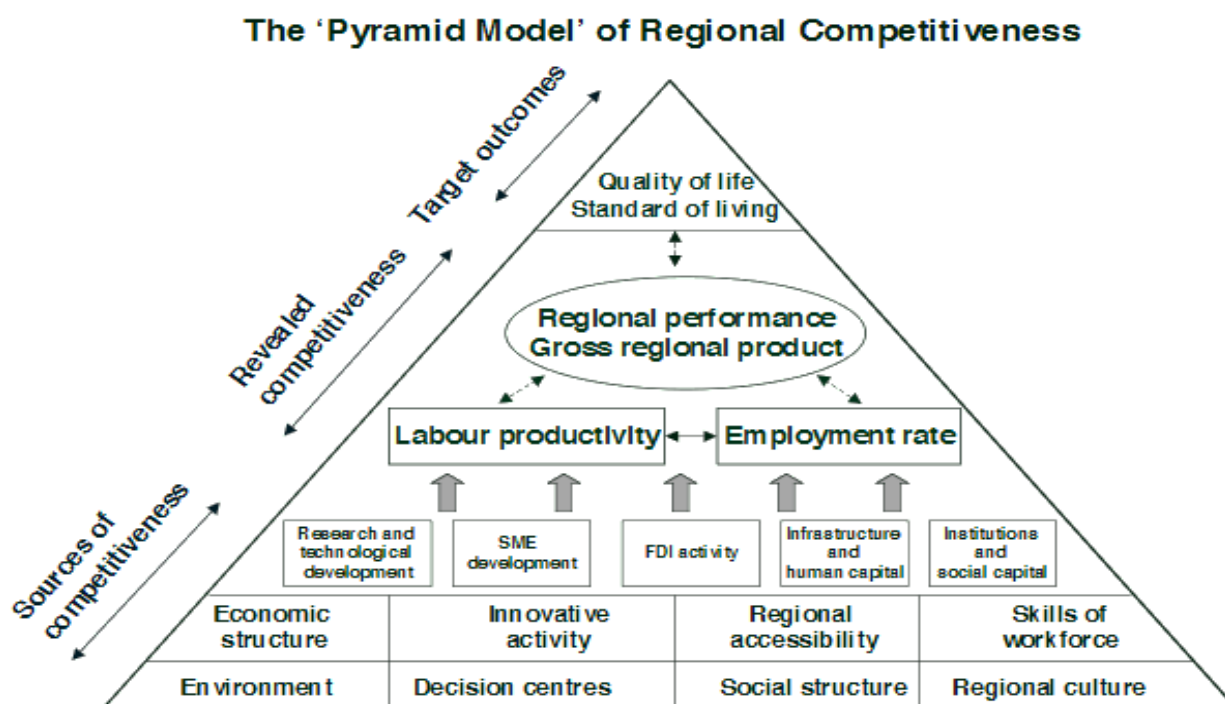 The ‘Pyramid Model’ of Regional Competitiveness
Target outcomes
Quality of life
Standard of living
Revealed
competitiveness
Regional performance
Gross regional product
Labour productivity
Employment rate
Sources of
competitiveness
Research and
technological
development
SME
development
FDI activity
Infrastructure
and
human capital
Institutions
and
social capital
Economic
structure
Innovative
activity
Regional
accessibility
Skills of
workforce
Environment
Decision centres
Social structure
Regional culture